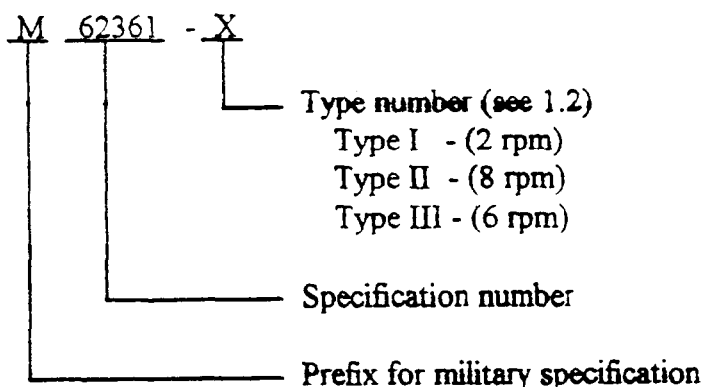 M 62361 - X
Type number (see 1.2)
Type I - (2 rpm)
Type II - (8 rpm)
Type III - (6 rpm)
Specification number
Prefix for military specification